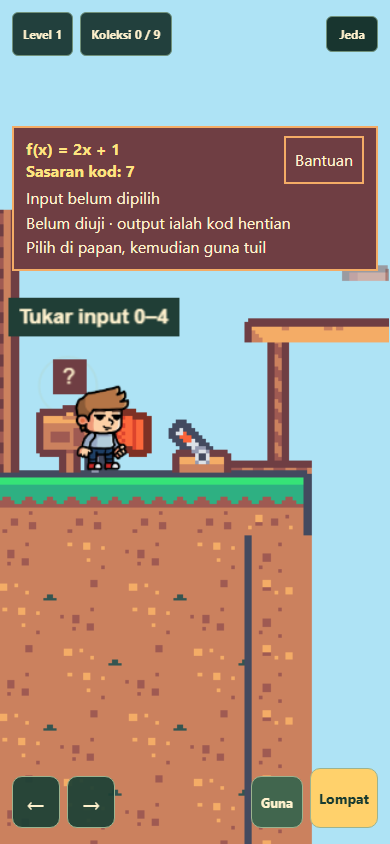 Level 1
Koleksi 0 / 9
Jeda
f(x) = 2x + 1
Sasaran kod: 7
Bantuan
Input belum dipilih
Belum diuji · output ialah kod hentian
Pilih di papan, kemudian guna tuil
Tukar input 0–4
?
←
→
Guna
Lompat